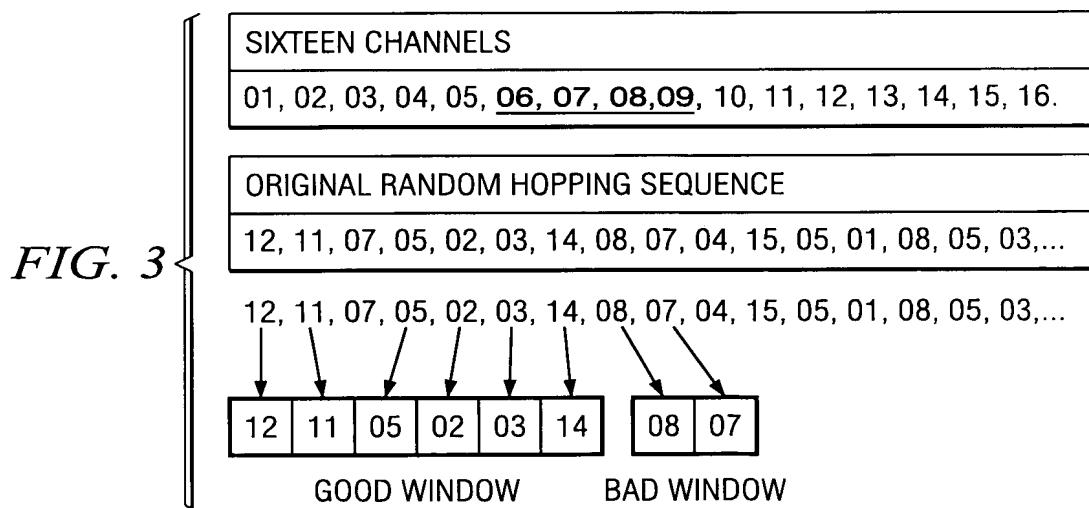 SIXTEEN CHANNELS
01, 02, 03, 04, 05, 06, 07, 08,09, 10, 11, 12, 13, 14, 15, 16.
ORIGINAL RANDOM HOPPING SEQUENCE
12, 11, 07, 05, 02, 03, 14, 08, 07, 04, 15, 05, 01, 08, 05, 03,...
FIG. 3
12, 11, 07, 05, 02, 03, 14, 08, 07, 04, 15, 05, 01, 08, 05, 03,...
12 11 05 02 03 14 08 07
GOOD WINDOW BAD WINDOW